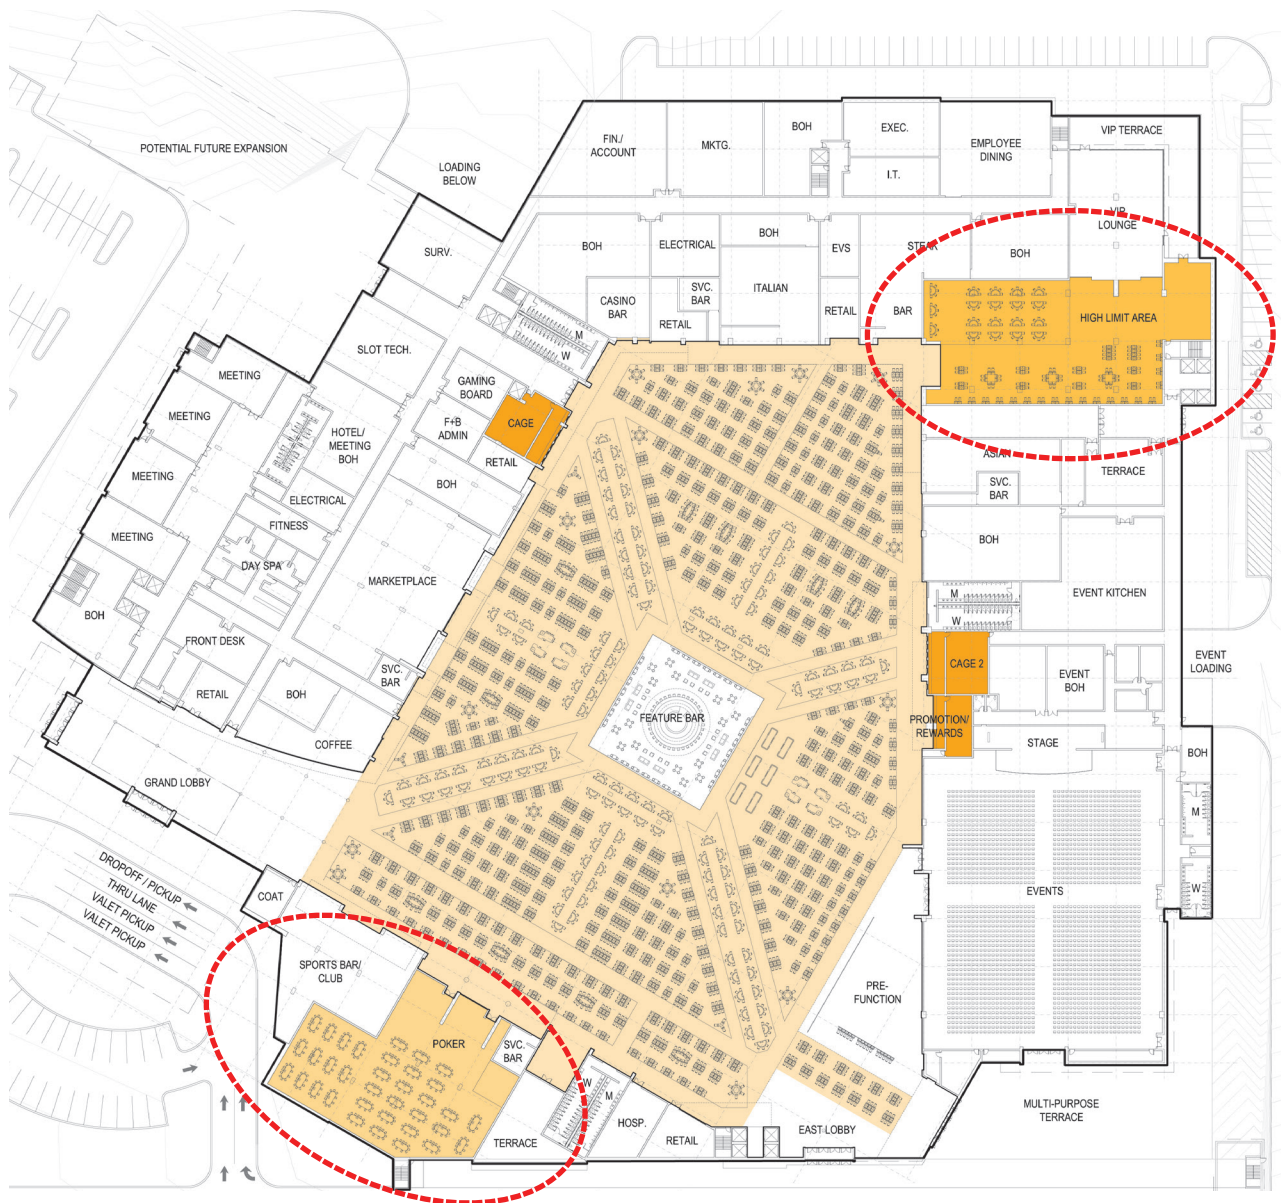 POTENTIAL FUTURE EXPANSION
LOADING
BELOW
FIN./
ACCOUNT
MKTG.
BOH
EXEC.
I.T.
EMPLOYEE
DINING
VIP TERRACE
VIP
LOUNGE
SURV.
BOH
ELECTRICAL
BOH
EVS
STEAK
BOH
CASINO
BAR
SVC.
BAR
RETAIL
ITALIAN
RETAIL
BAR
HIGH LIMIT AREA
M
W
SLOT TECH.
MEETING
GAMING
BOARD
CAGE
MEETING
F+B
ADMIN
HOTEL/
MEETING
BOH
RETAIL
ASIAN
TERRACE
MEETING
BOH
SVC.
BAR
ELECTRICAL
MEETING
FITNESS
BOH
DAY SPA
MARKETPLACE
M
W
EVENT KITCHEN
BOH
FRONT DESK
SVC.
BAR
CAGE 2
EVENT
BOH
EVENT
LOADING
RETAIL
BOH
FEATURE BAR
PROMOTION/
REWARDS
COFFEE
STAGE
BOH
GRAND LOBBY
M
DROPOFF / PICKUP
THRU LANE
VALET PICKUP
VALET PICKUP
COAT
EVENTS
W
SPORTS BAR/
CLUB
PRE-
FUNCTION
POKER
SVC.
BAR
W
M
HOSP.
TERRACE
RETAIL
EAST LOBBY
MULTI-PURPOSE
TERRACE